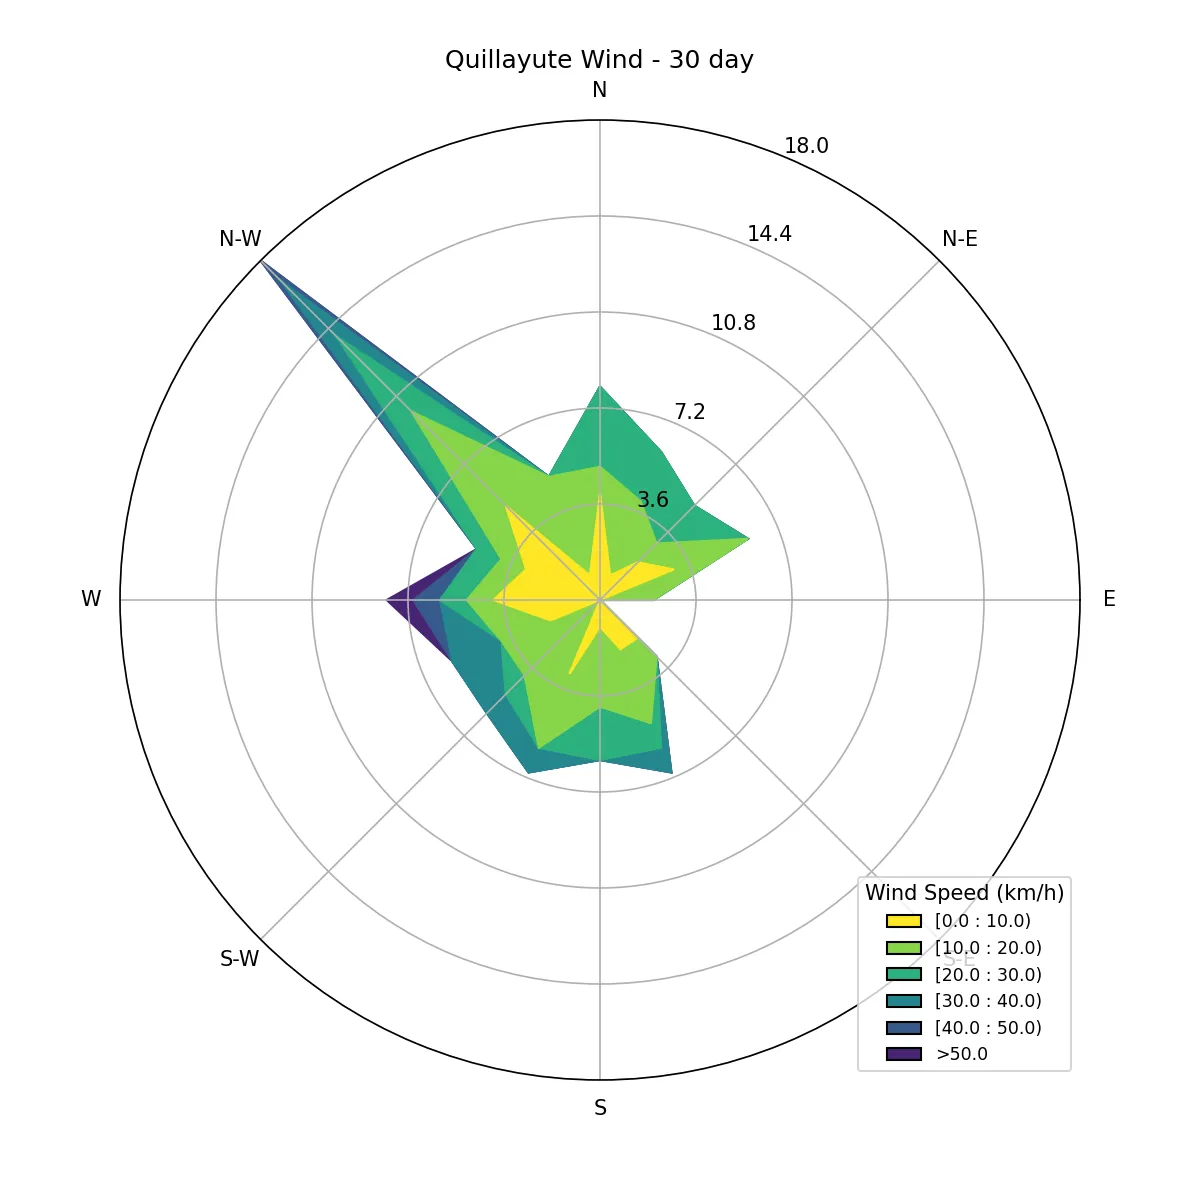 Quillayute Wind - 30 day
N
18.0
14.4
N-W
N-E
10.8
7.2
3.6
W
E
Wind Speed (km/h)
[0.0 : 10.0)
[10.0 : 20.0)
S-W
S-E
[20.0 : 30.0)
[30.0 : 40.0)
[40.0 : 50.0)
>50.0
S